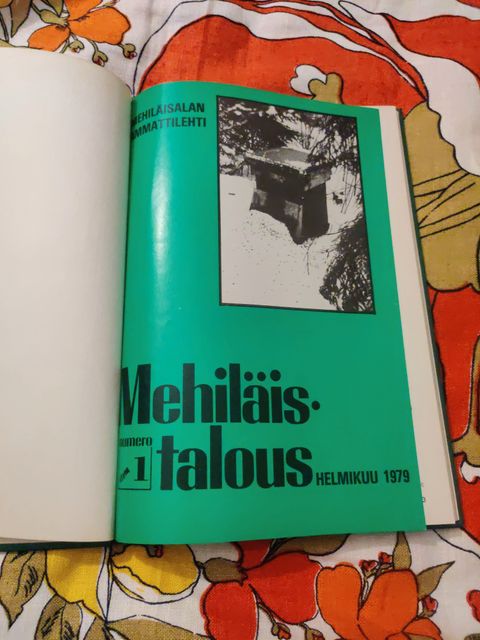 MEHILÄISALAN
AMMATTILEHTI
Mehiläis-
numero
1
talous
HELMIKUU 1979